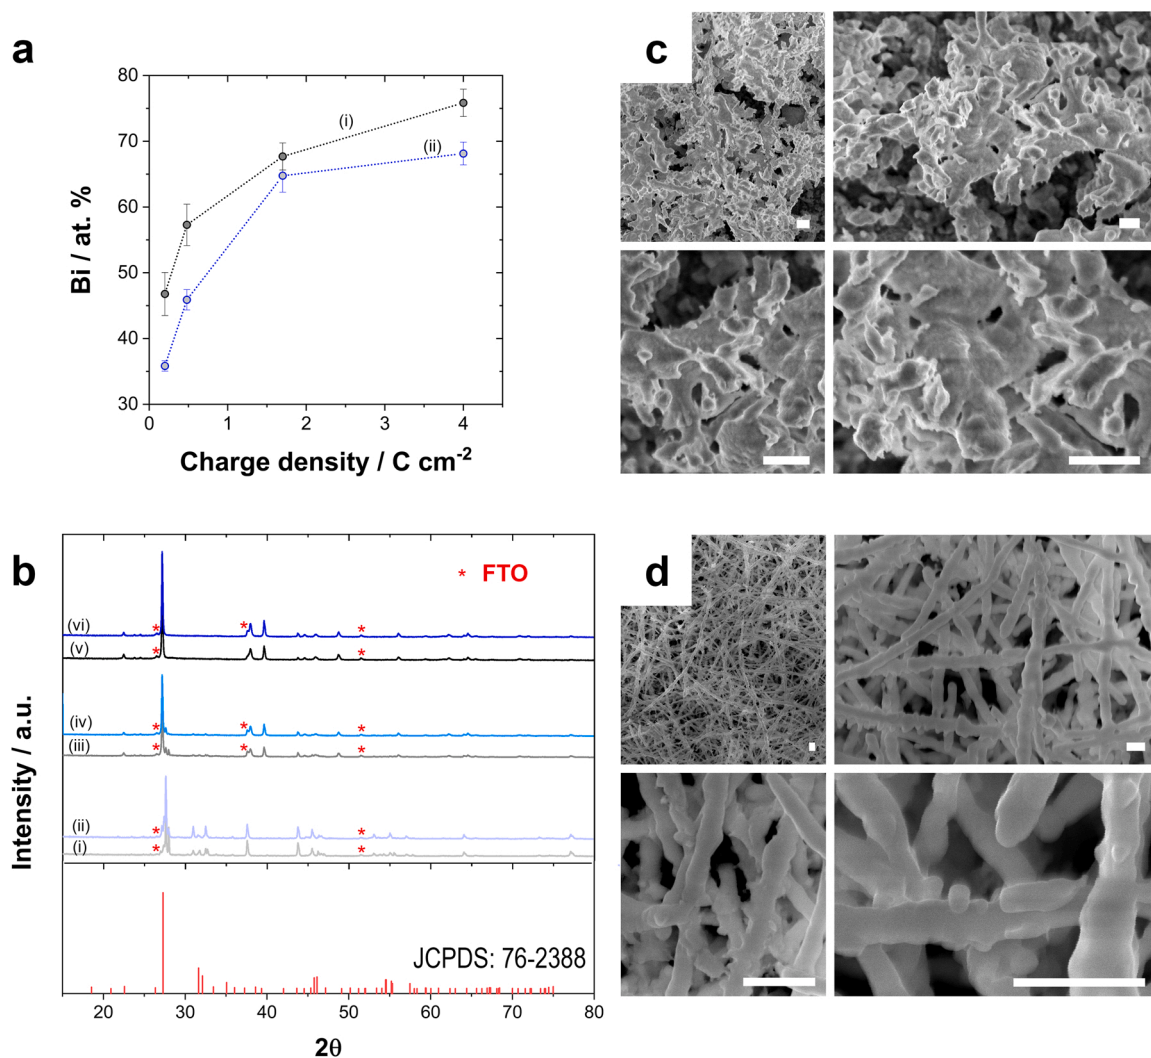 a
80
70
60
50
40
30
0
1
2
3
4
Bi / at. %
Charge density / C cm⁻²
(i)
(ii)
b
* FTO
(vi)
* * *
(v)
* *
(iv)
* * *
(iii)
* * *
(ii)
* *
(i)
* *
JCPDS: 76-2388
20 30 40 50 60 70 80
2θ
Intensity / a.u.
c
d